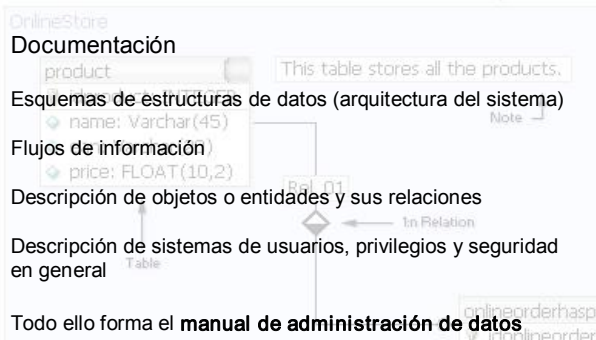 OnlineStore
Documentación
product
This table stores all the products.
Esquemas de estructuras de datos (arquitectura del sistema)
name: Varchar(45)
Note
Flujos de información
price: FLOAT(10,2)
Rel_01
Descripción de objetos o entidades y sus relaciones
1:n Relation
Descripción de sistemas de usuarios, privilegios y seguridad
en general
Table
onlineorderhasp
Todo ello forma el manual de administración de datos